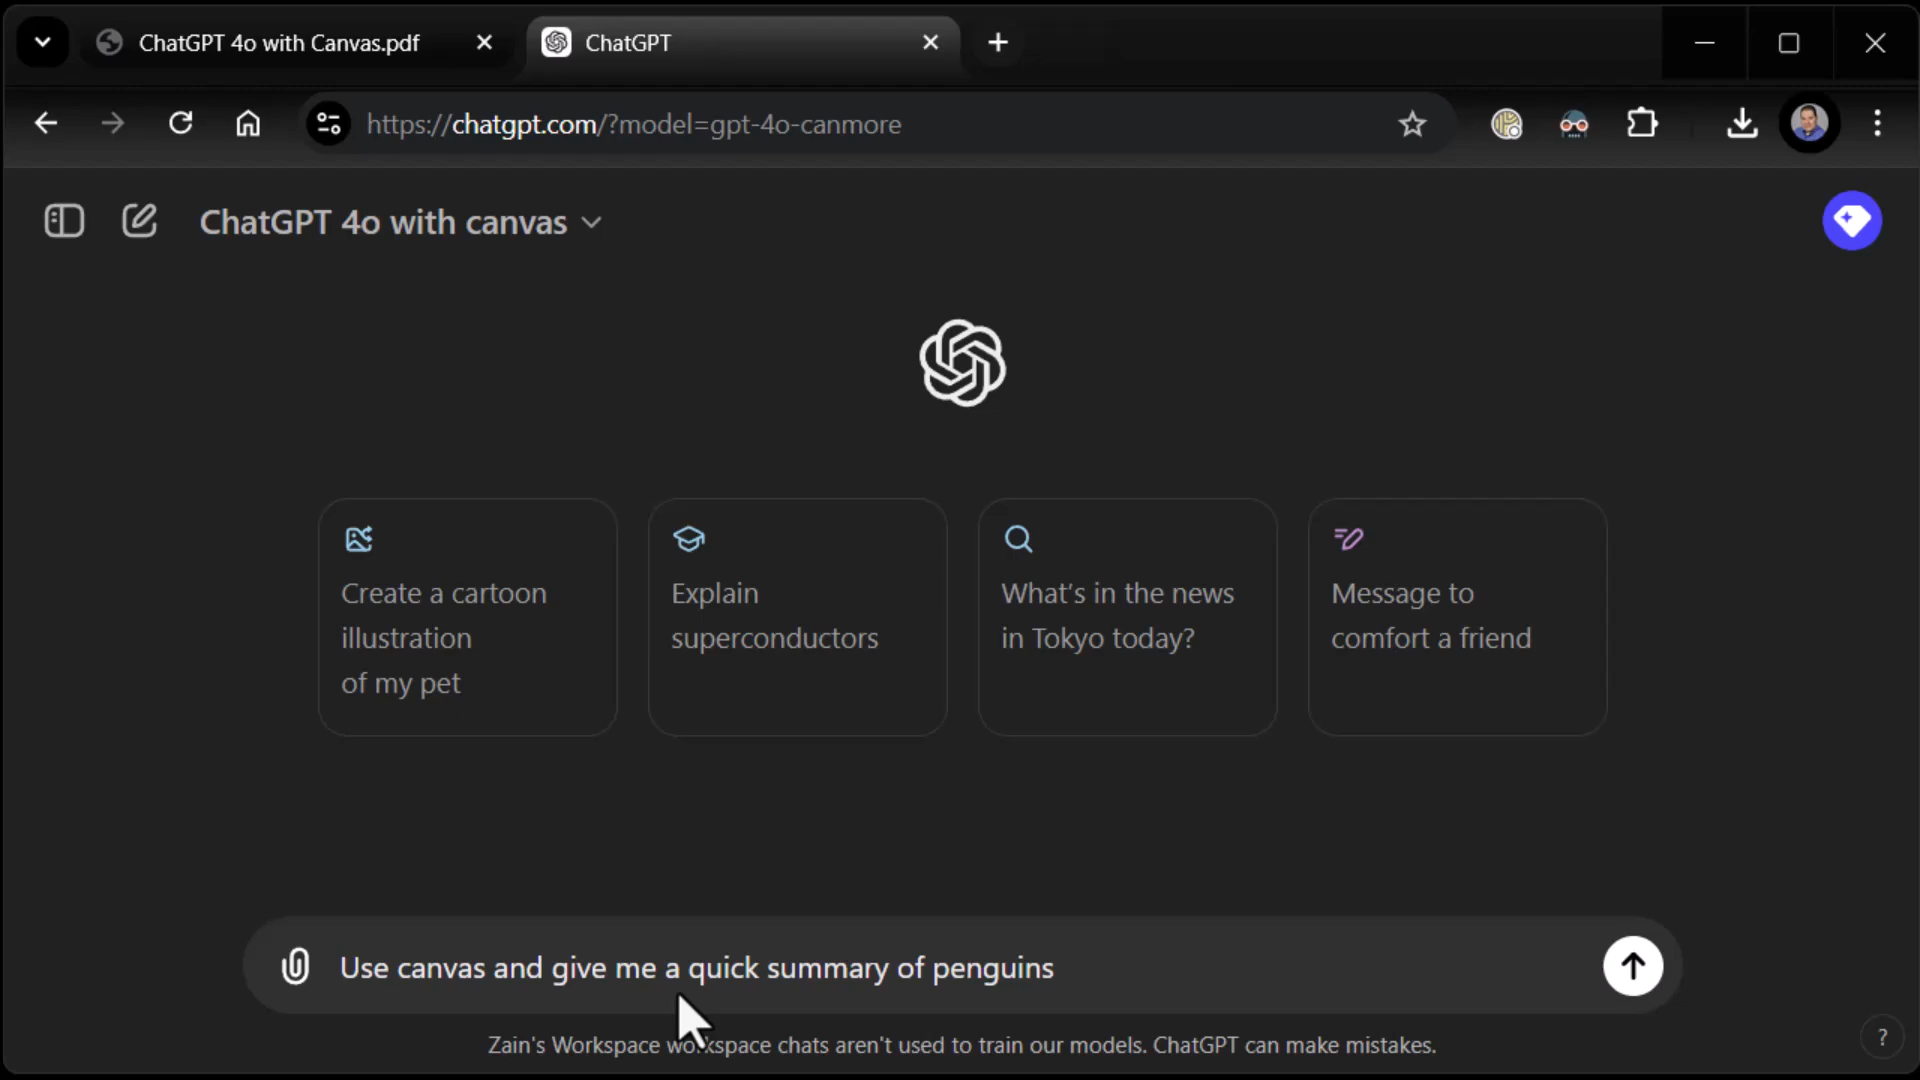 ChatGPT 4o with Canvas.pdf
ChatGPT
https://chatgpt.com/?model=gpt-4o-canmore
ChatGPT 4o with canvas
Create a cartoon
illustration
of my pet
Explain
superconductors
What's in the news
in Tokyo today?
Message to
comfort a friend
Use canvas and give me a quick summary of penguins
Zain's Workspace workspace chats aren't used to train our models. ChatGPT can make mistakes.
?